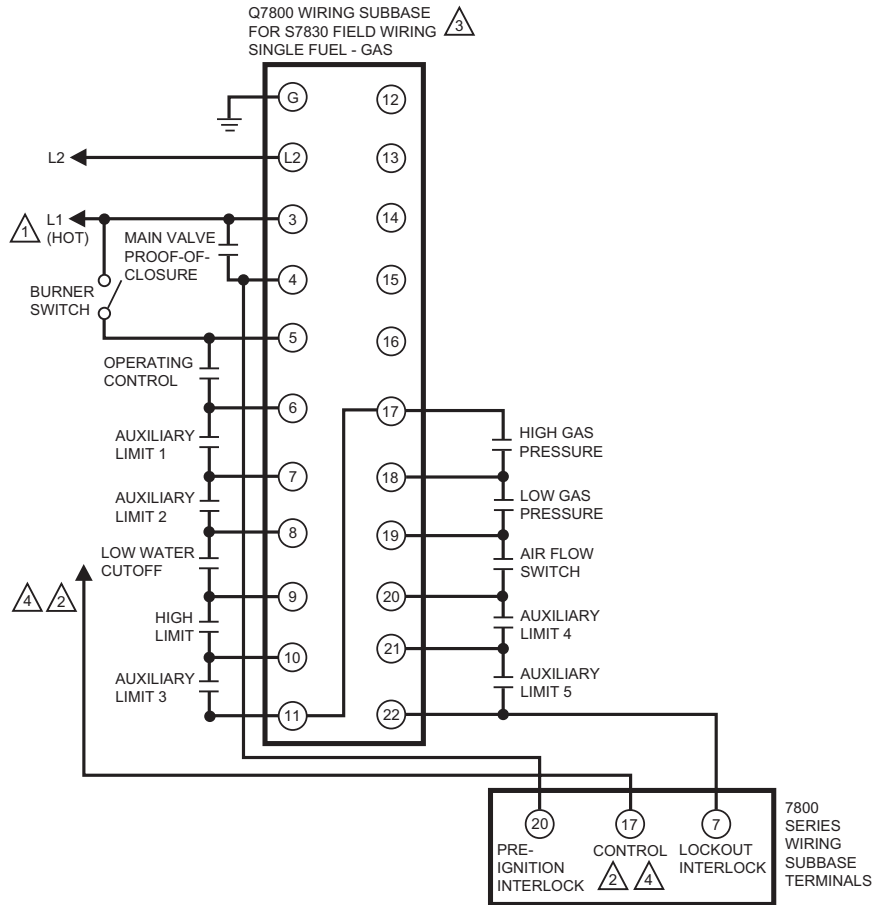 Q7800 WIRING SUBBASE
FOR S7830 FIELD WIRING
SINGLE FUEL - GAS
3
G
12
L2
L2
13
1
L1
(HOT)
3
14
MAIN VALVE
PROOF-OF-
CLOSURE
4
15
BURNER
SWITCH
5
16
OPERATING
CONTROL
6
17
HIGH GAS
PRESSURE
AUXILIARY
LIMIT 1
7
18
LOW GAS
PRESSURE
AUXILIARY
LIMIT 2
8
19
AIR FLOW
SWITCH
LOW WATER
CUTOFF
4
2
9
20
HIGH
LIMIT
AUXILIARY
LIMIT 4
10
21
AUXILIARY
LIMIT 3
AUXILIARY
LIMIT 5
11
22
20
17
7
PRE-
IGNITION
INTERLOCK
CONTROL
2
4
LOCKOUT
INTERLOCK
7800
SERIES
WIRING
SUBBASE
TERMINALS